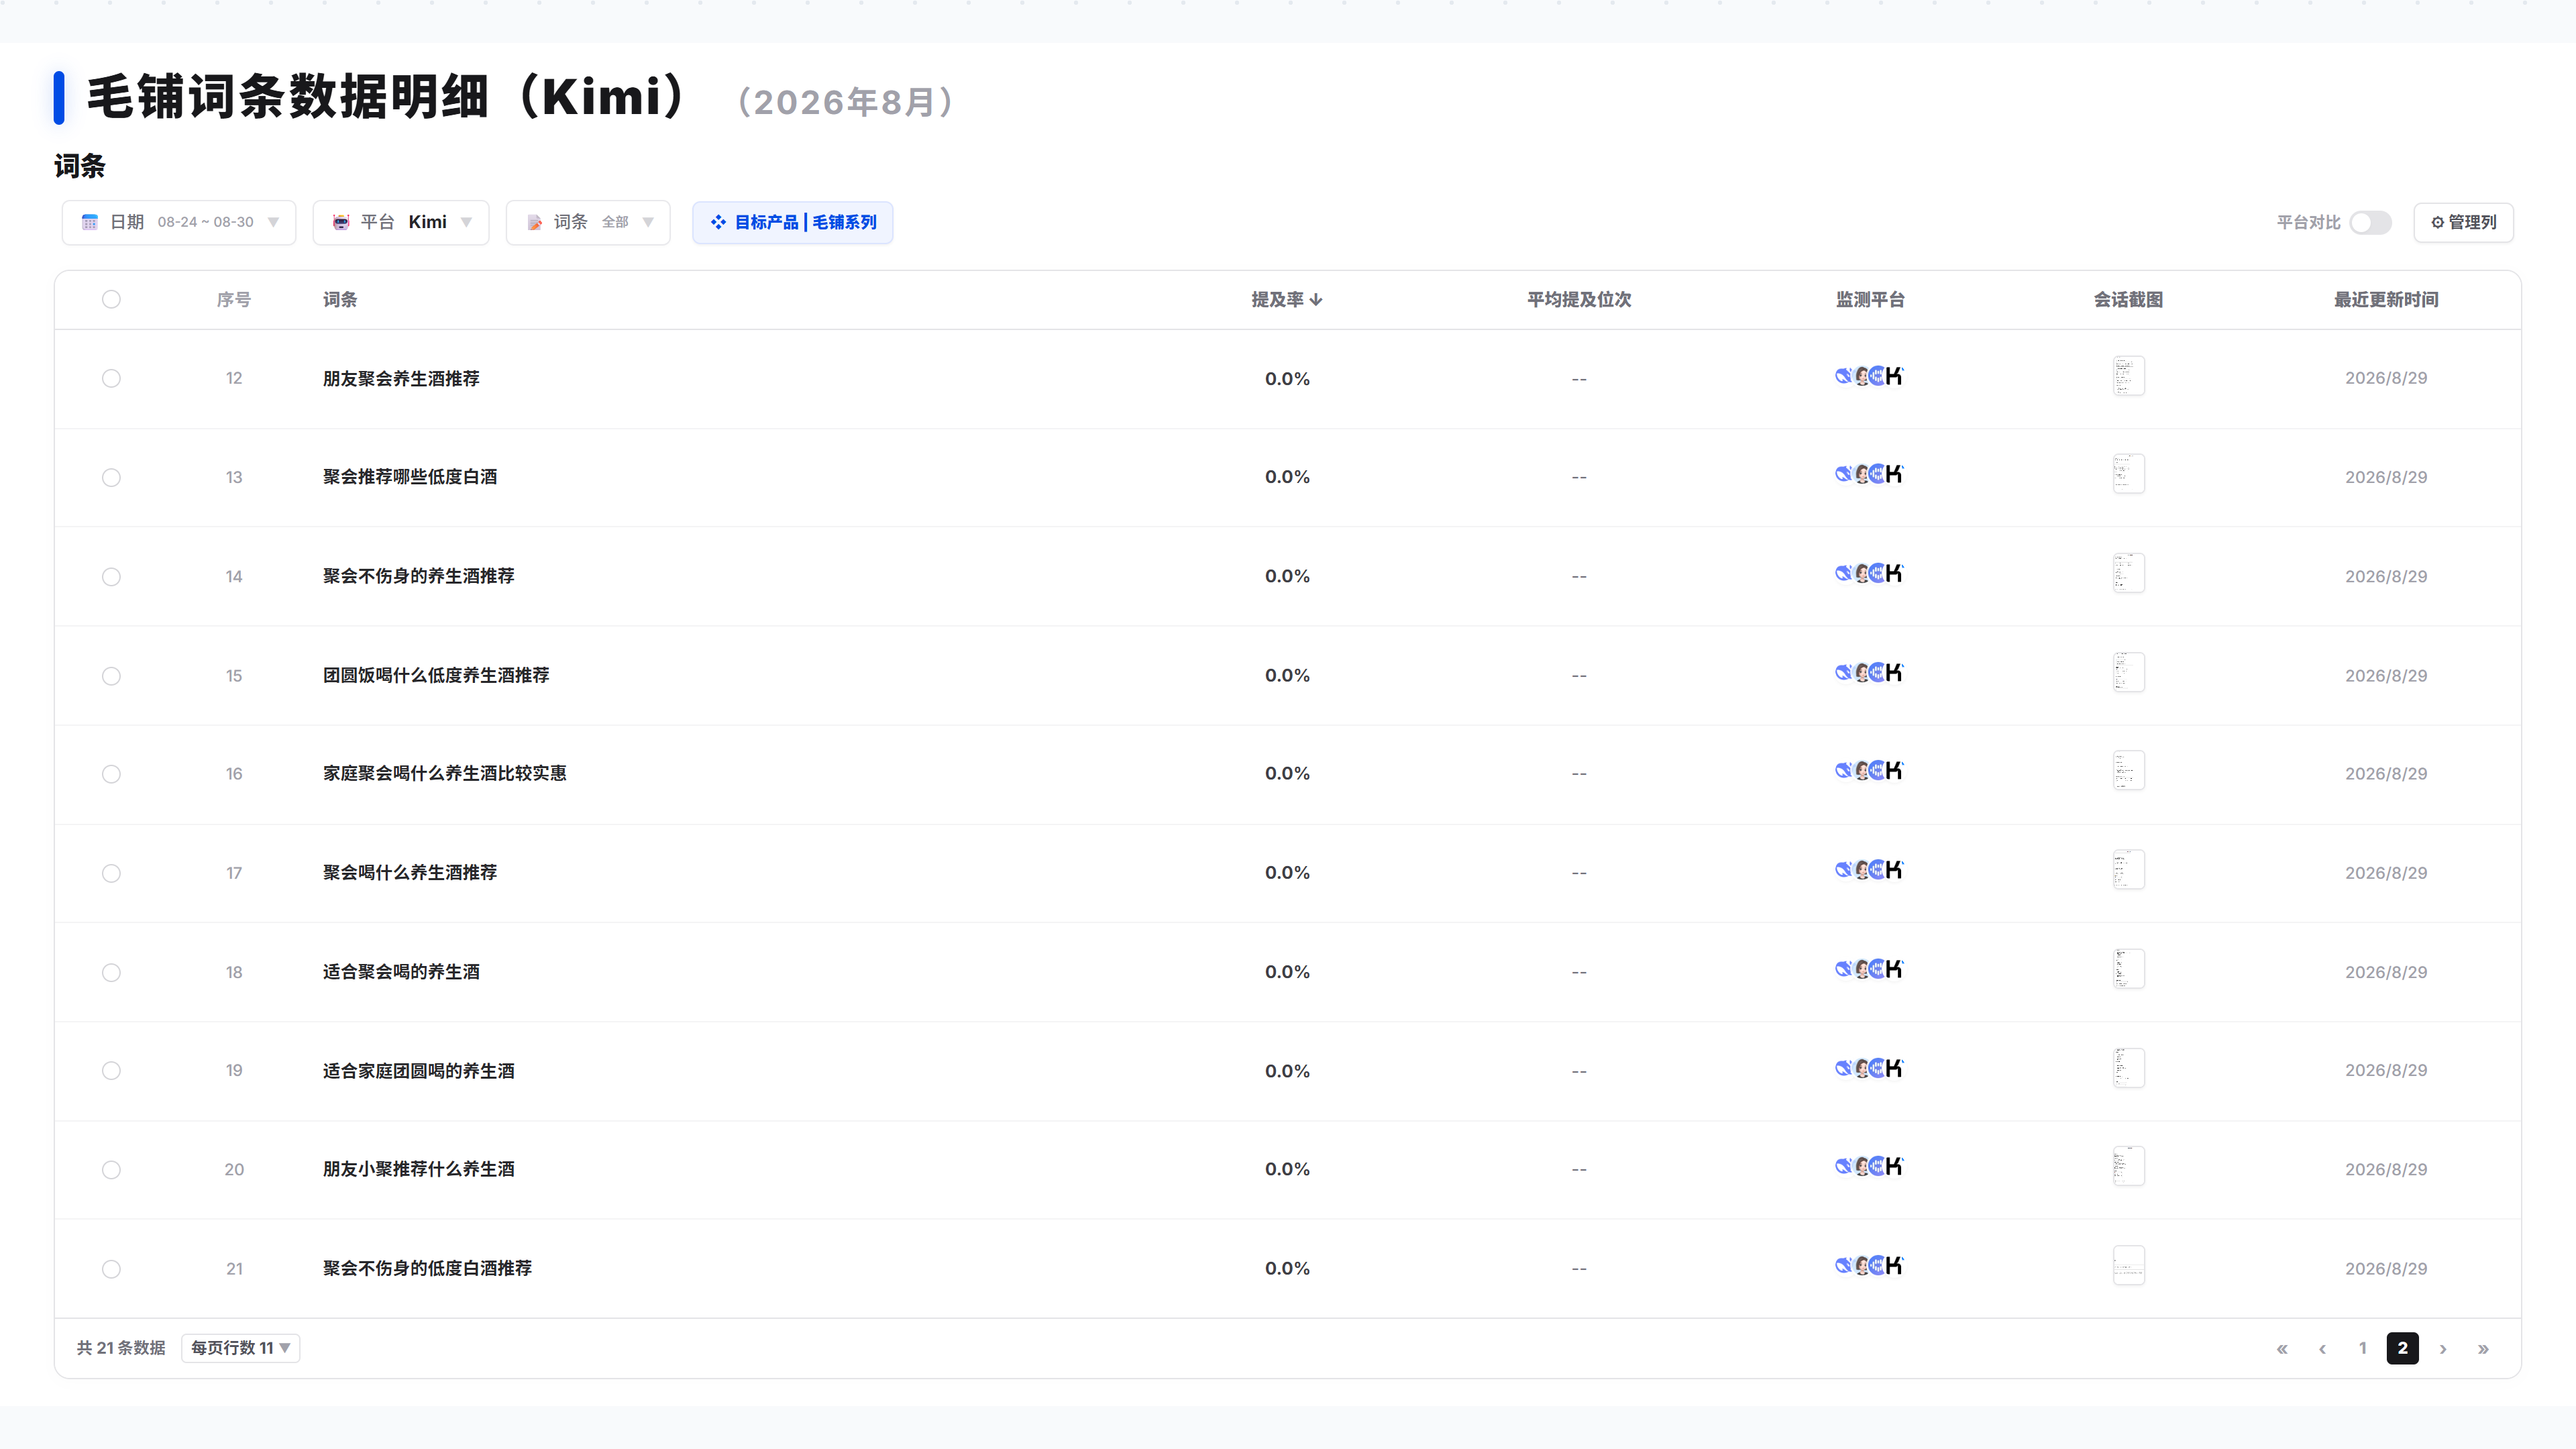 毛铺词条数据明细（Kimi）（2026年8月）
词条
日期 08-24 ~ 08-30 ▼ 平台 Kimi ▼ 词条 全部 ▼ 目标产品 | 毛铺系列 平台对比 管理列
序号 词条 提及率 ↓ 平均提及位次 监测平台 会话截图 最近更新时间
12 朋友聚会养生酒推荐 0.0% -- 2026/8/29
13 聚会推荐哪些低度白酒 0.0% -- 2026/8/29
14 聚会不伤身的养生酒推荐 0.0% -- 2026/8/29
15 团圆饭喝什么低度养生酒推荐 0.0% -- 2026/8/29
16 家庭聚会喝什么养生酒比较实惠 0.0% -- 2026/8/29
17 聚会喝什么养生酒推荐 0.0% -- 2026/8/29
18 适合聚会喝的养生酒 0.0% -- 2026/8/29
19 适合家庭团圆喝的养生酒 0.0% -- 2026/8/29
20 朋友小聚推荐什么养生酒 0.0% -- 2026/8/29
21 聚会不伤身的低度白酒推荐 0.0% -- 2026/8/29
共 21 条数据 每页行数 11 ▼ « ‹ 1 2 › »